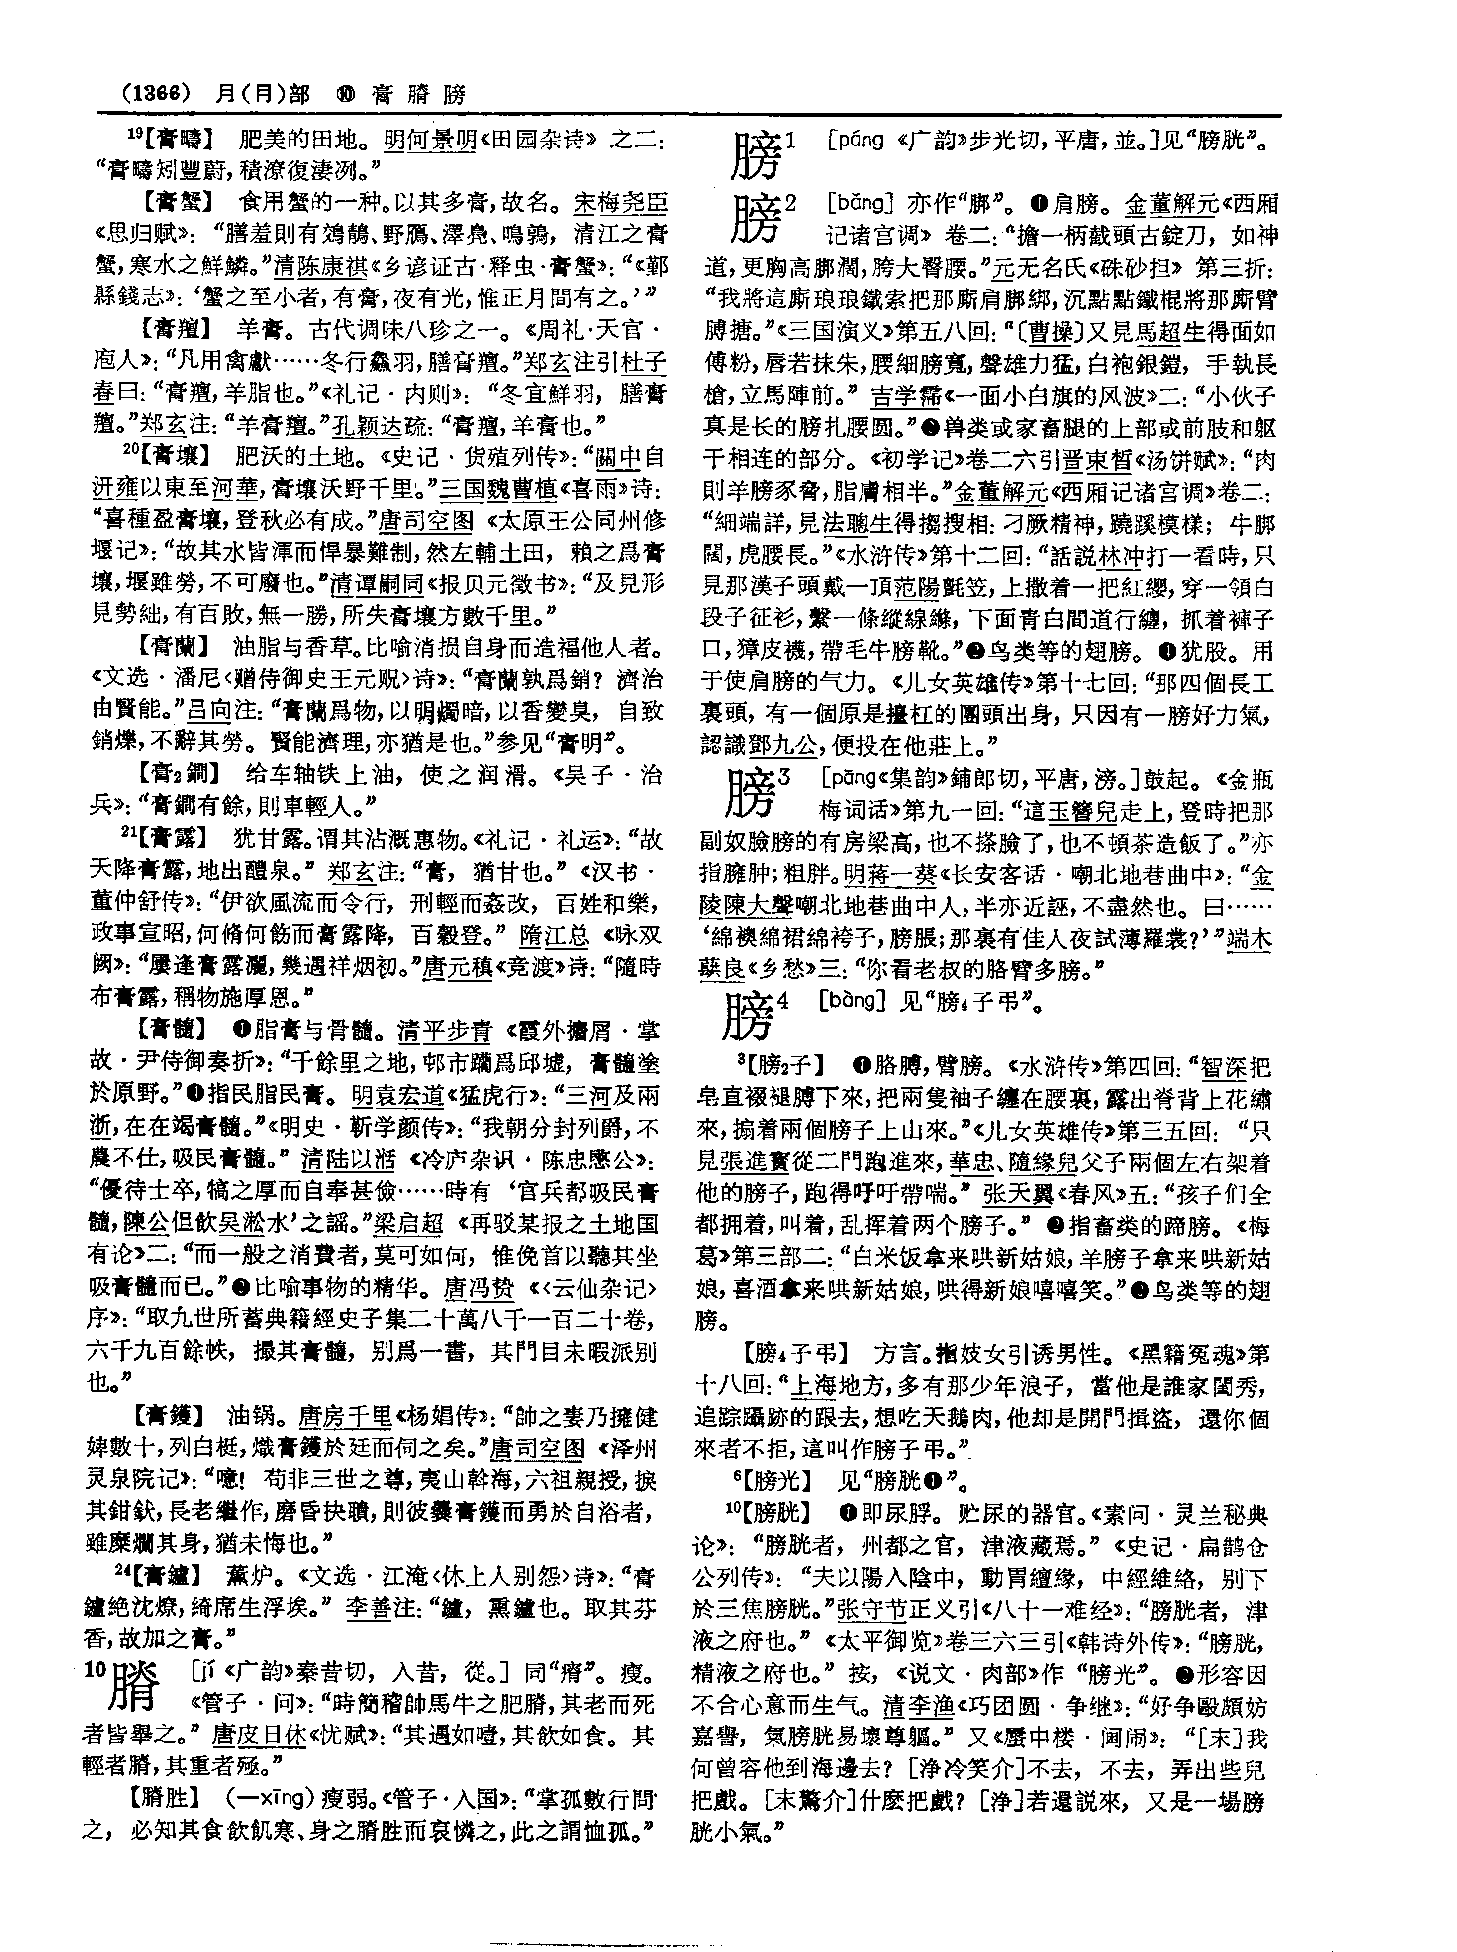 (1366) 月(⺼)部 ❿ 膏 膌 膀
¹⁹【膏疇】 肥美的田地。明何景明《田园杂诗》之二：
“膏疇矧豐蔚，積潦復淒冽。”
【膏蟹】 食用蟹的一种。以其多膏，故名。宋梅尧臣
《思归赋》：“膳羞則有鵁鶄、野鴈、澤鳧、鳴鶉，清江之膏
蟹，寒水之鮮鱗。”清陈康祺《乡谚证古·释虫·膏蟹》：“《鄞
縣錢志》：‘蟹之至小者，有膏，夜有光，惟正月間有之。’”
【膏羶】 羊膏。古代调味八珍之一。《周礼·天官·
庖人》：“凡用禽獻……冬行鱻羽，膳膏羶。”郑玄注引杜子
春曰：“膏羶，羊脂也。”《礼记·内则》：“冬宜鮮羽，膳膏
羶。”郑玄注：“羊膏羶。”孔颖达疏：“膏羶，羊膏也。”
²⁰【膏壤】 肥沃的土地。《史记·货殖列传》：“關中自
汧雍以東至河華，膏壤沃野千里。”三国魏曹植《喜雨》诗：
“喜種盈膏壤，登秋必有成。”唐司空图《太原王公同州修
堰记》：“故其水皆渾而悍暴難制，然左輔土田，賴之爲膏
壤，堰雖勞，不可廢也。”清谭嗣同《报贝元徵书》：“及見形
見勢絀，有百敗，無一勝，所失膏壤方數千里。”
【膏蘭】 油脂与香草。比喻消损自身而造福他人者。
《文选·潘尼〈赠侍御史王元贶〉诗》：“膏蘭孰爲銷？濟治
由賢能。”吕向注：“膏蘭爲物，以明燭暗，以香變臭，自致
銷爍，不辭其勞。賢能濟理，亦猶是也。”参见“膏明”。
【膏₂鐧】 给车轴铁上油，使之润滑。《吴子·治
兵》：“膏鐧有餘，則車輕人。”
²¹【膏露】 犹甘露。谓其沾溉惠物。《礼记·礼运》：“故
天降膏露，地出醴泉。”郑玄注：“膏，猶甘也。”《汉书·
董仲舒传》：“伊欲風流而令行，刑輕而姦改，百姓和樂，
政事宣昭，何脩何飭而膏露降，百穀登。”隋江总《咏双
阙》：“屢逢膏露灑，幾遇祥烟初。”唐元稹《竞渡》诗：“隨時
布膏露，稱物施厚恩。”
【膏髓】 ❶脂膏与骨髓。清平步青《霞外攟屑·掌
故·尹侍御奏折》：“千餘里之地，邨市躪爲邱墟，膏髓塗
於原野。”❷指民脂民膏。明袁宏道《猛虎行》：“三河及兩
浙，在在竭膏髓。”《明史·靳学颜传》：“我朝分封列爵，不
農不仕，吸民膏髓。”清陆以湉《冷庐杂识·陈忠愍公》：
“優待士卒，犒之厚而自奉甚儉……時有‘官兵都吸民膏
髓，陳公但飲吴淞水’之謡。”梁启超《再驳某报之土地国
有论》二：“而一般之消費者，莫可如何，惟俛首以聽其坐
吸膏髓而已。”❸比喻事物的精华。唐冯贽《〈云仙杂记〉
序》：“取九世所蓄典籍經史子集二十萬八千一百二十卷，
六千九百餘帙，撮其膏髓，别爲一書，其門目未暇派别
也。”
【膏鑊】 油锅。唐房千里《杨娼传》：“帥之妻乃擁健
婢數十，列白梃，熾膏鑊於廷而伺之矣。”唐司空图《泽州
灵泉院记》：“噫！苟非三世之尊，夷山斡海，六祖親授，捩
其鉗釱，長老繼作，磨昏抉聵，則彼爨膏鑊而勇於自浴者，
雖糜爛其身，猶未悔也。”
²⁴【膏鑪】 薰炉。《文选·江淹〈休上人别怨〉诗》：“膏
鑪絶沈燎，綺席生浮埃。”李善注：“鑪，熏鑪也。取其芬
香，故加之膏。”
10 膌 [jí《广韵》秦昔切，入昔，從。]同“瘠”。瘦。
《管子·问》：“時簡稽帥馬牛之肥膌，其老而死
者皆舉之。”唐皮日休《忧赋》：“其遇如噎，其飲如食。其
輕者膌，其重者殛。”
【膌胜】 (—xīng)瘦弱。《管子·入国》：“掌孤數行問
之，必知其食飲飢寒、身之膌胜而哀憐之，此之謂恤孤。”
膀¹ [páng《广韵》步光切，平唐，並。]见“膀胱”。
膀² [bǎng]亦作“髈”。❶肩膀。金董解元《西厢
记诸宫调》卷二：“擔一柄截頭古錠刀，如神
道，更胸高髈闊，胯大臀腰。”元无名氏《硃砂担》第三折：
“我將這厮琅琅鐵索把那厮肩髈綁，沉點點鐵棍將那厮臂
膊搪。”《三国演义》第五八回：“〔曹操〕又見馬超生得面如
傅粉，唇若抹朱，腰細膀寬，聲雄力猛，白袍銀鎧，手執長
槍，立馬陣前。”吉学霈《一面小白旗的风波》二：“小伙子
真是长的膀扎腰圆。”❷兽类或家畜腿的上部或前肢和躯
干相连的部分。《初学记》卷二六引晋束晳《汤饼赋》：“肉
則羊膀豕脅，脂膚相半。”金董解元《西厢记诸宫调》卷二：
“細端詳，見法聰生得搊搜相：刁厥精神，蹺蹊模樣；牛髈
闊，虎腰長。”《水浒传》第十二回：“話説林冲打一看時，只
見那漢子頭戴一頂范陽氈笠，上撒着一把紅纓，穿一領白
段子征衫，繫一條縱線縧，下面青白間道行纏，抓着褲子
口，獐皮襪，帶毛牛膀靴。”❸鸟类等的翅膀。❹犹股。用
于使肩膀的气力。《儿女英雄传》第十七回：“那四個長工
裏頭，有一個原是擡杠的團頭出身，只因有一膀好力氣，
認識鄧九公，便投在他莊上。”
膀³ [pāng《集韵》鋪郎切，平唐，滂。]鼓起。《金瓶
梅词话》第九一回：“這玉簪兒走上，登時把那
副奴臉膀的有房梁高，也不搽臉了，也不頓茶造飯了。”亦
指臃肿；粗胖。明蒋一葵《长安客话·嘲北地巷曲中》：“金
陵陳大聲嘲北地巷曲中人，半亦近誣，不盡然也。曰……
‘綿襖綿裙綿袴子，膀脹；那裏有佳人夜試薄羅裳？’”端木
蕻良《乡愁》三：“你看老叔的胳臂多膀。”
膀⁴ [bàng]见“膀₄子弔”。
³【膀₂子】 ❶胳膊，臂膀。《水浒传》第四回：“智深把
皂直裰褪膊下來，把兩隻袖子纏在腰裏，露出脊背上花繡
來，搧着兩個膀子上山來。”《儿女英雄传》第三五回：“只
見張進寶從二門跑進來，華忠、隨緣兒父子兩個左右架着
他的膀子，跑得吁吁帶喘。”张天翼《春风》五：“孩子们全
都拥着，叫着，乱挥着两个膀子。”❷指畜类的蹄膀。《梅
葛》第三部二：“白米饭拿来哄新姑娘，羊膀子拿来哄新姑
娘，喜酒拿来哄新姑娘，哄得新娘嘻嘻笑。”❸鸟类等的翅
膀。
【膀₄子弔】 方言。指妓女引诱男性。《黑籍冤魂》第
十八回：“上海地方，多有那少年浪子，當他是誰家閨秀，
追踪躡跡的跟去，想吃天鵝肉，他却是開門揖盗，還你個
來者不拒，這叫作膀子弔。”
⁶【膀光】 见“膀胱❶”。
¹⁰【膀胱】 ❶即尿脬。贮尿的器官。《素问·灵兰秘典
论》：“膀胱者，州都之官，津液藏焉。”《史记·扁鹊仓
公列传》：“夫以陽入陰中，動胃繵緣，中經維絡，别下
於三焦膀胱。”张守节正义引《八十一难经》：“膀胱者，津
液之府也。”《太平御览》卷三六三引《韩诗外传》：“膀胱，
精液之府也。”按，《说文·肉部》作“膀光”。❷形容因
不合心意而生气。清李渔《巧团圆·争继》：“好争毆頗妨
嘉譽，氣膀胱易壞尊軀。”又《蜃中楼·闽闹》：“[末]我
何曾容他到海邊去？[净冷笑介]不去，不去，弄出些兒
把戲。[末驚介]什麽把戲？[净]若還説來，又是一場膀
胱小氣。”